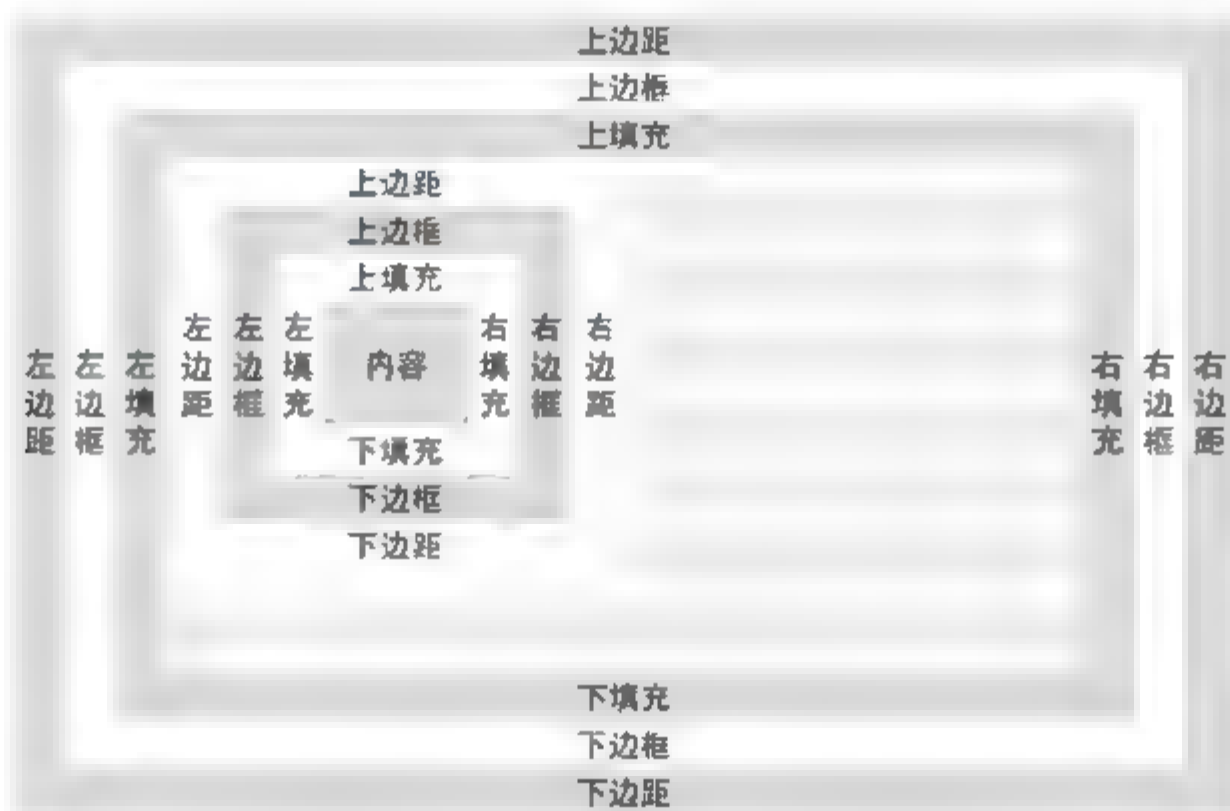 上边距
上边框
上填充
上边距
上边框
上填充
左边距
左边框
左填充
左边距
左边框
左填充
内容
右填充
右边框
右边距
右填充
右边框
右边距
下填充
下边框
下边距
下填充
下边框
下边距